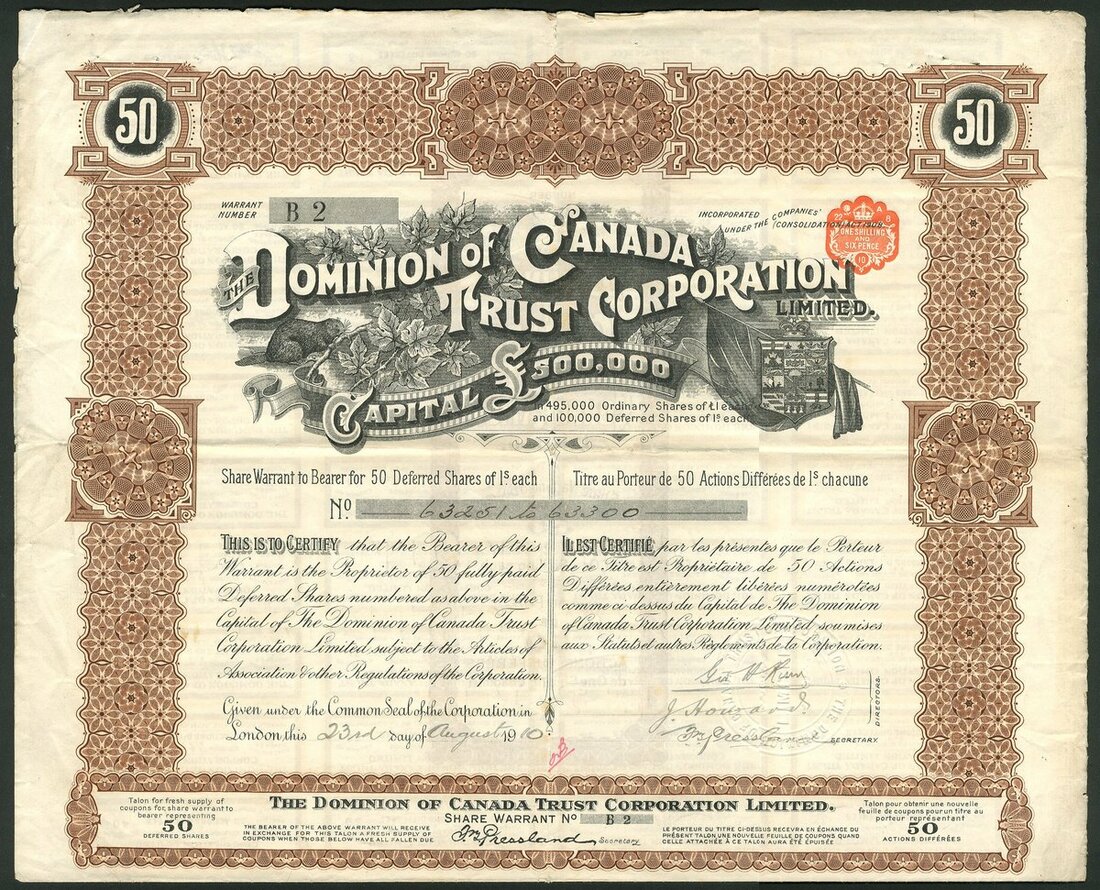 50
50
WARRANT NUMBER B 2
INCORPORATED UNDER THE COMPANIES' (CONSOLIDATION) ACT 1908.
ONE SHILLING
AND
SIX PENCE
10
THE DOMINION OF CANADA
TRUST CORPORATION
LIMITED.
CAPITAL £500,000
in 495,000 Ordinary Shares of £1 each
and 100,000 Deferred Shares of 1s each
Share Warrant to Bearer for 50 Deferred Shares of 1s each
Titre au Porteur de 50 Actions Différées de 1s chacune
No 63251 to 63300
THIS IS TO CERTIFY that the Bearer of this
Warrant is the Proprietor of 50 fully paid
Deferred Shares numbered as above in the
Capital of The Dominion of Canada Trust
Corporation Limited subject to the Articles of
Association & other Regulations of the Corporation.
Given under the Common Seal of the Corporation in
London this 23rd day of August 1910
IL EST CERTIFIÉ par les présentes que le Porteur
de ce Titre est Propriétaire de 50 Actions
Différées entièrement libérées numérotées
comme ci-dessus du Capital de The Dominion
of Canada Trust Corporation Limited soumises
aux Statuts et autres Règlements de la Corporation.
J. Howard
DIRECTORS.
SECRETARY.
Talon for fresh supply of
coupons for share warrant to
bearer representing
50
DEFERRED SHARES
THE DOMINION OF CANADA TRUST CORPORATION LIMITED.
SHARE WARRANT No B 2
THE BEARER OF THE ABOVE WARRANT WILL RECEIVE
IN EXCHANGE FOR THIS TALON A FRESH SUPPLY OF
COUPONS WHEN THOSE BELOW HAVE ALL FALLEN DUE
Secretary
LE PORTEUR DU TITRE CI-DESSUS RECEVRA EN ÉCHANGE DU
PRÉSENT TALON UNE NOUVELLE FEUILLE DE COUPONS QUAND
CELLE ATTACHÉE À CE TALON AURA ÉTÉ ÉPUISÉE
Talon pour obtenir une nouvelle
feuille de coupons pour un titre au
porteur représentant
50
ACTIONS DIFFÉRÉES